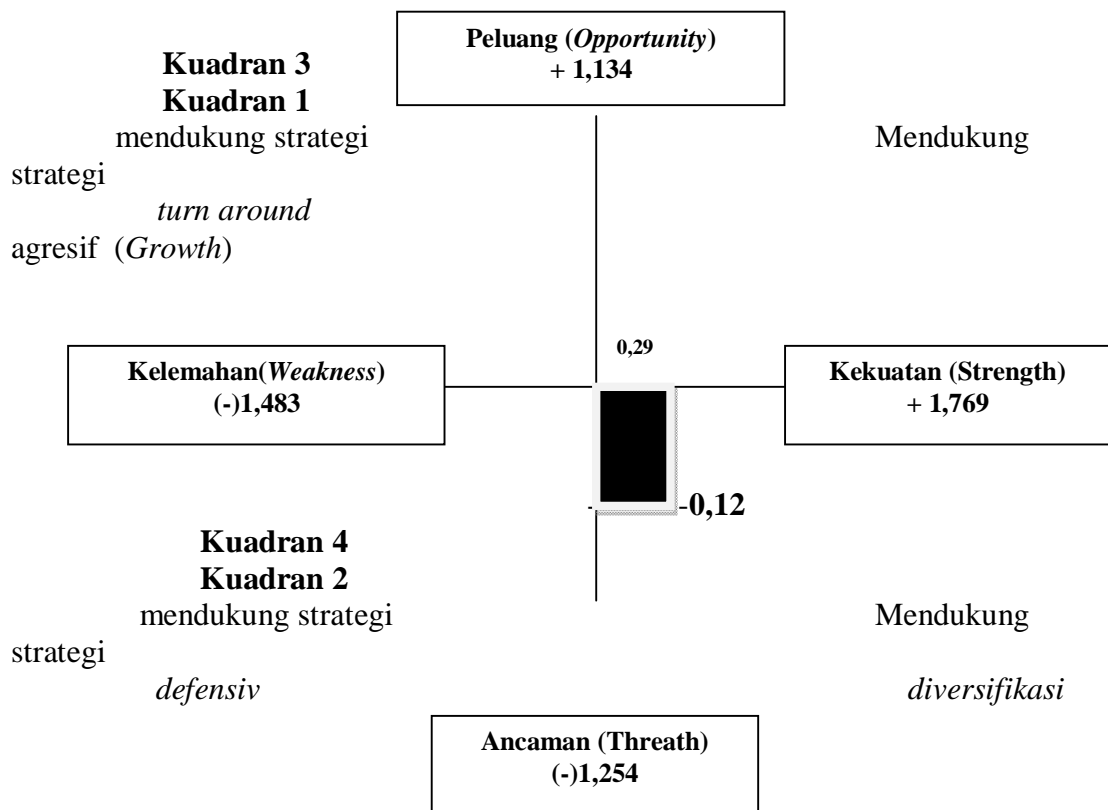 Peluang (Opportunity)
+ 1,134
Kuadran 3
Kuadran 1
mendukung strategi Mendukung
strategi
turn around
agresif (Growth)
0,29
Kelemahan(Weakness)
(-)1,483
Kekuatan (Strength)
+ 1,769
-0,12
Kuadran 4
Kuadran 2
mendukung strategi Mendukung
strategi
defensiv diversifikasi
Ancaman (Threath)
(-)1,254